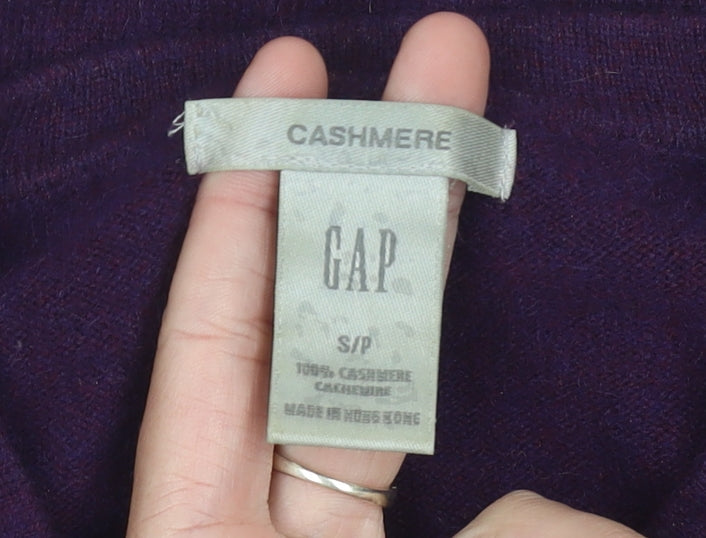 CASHMERE
GAP
S/P
100% CASHMERE
CACHEMIRE
MADE IN HONG KONG